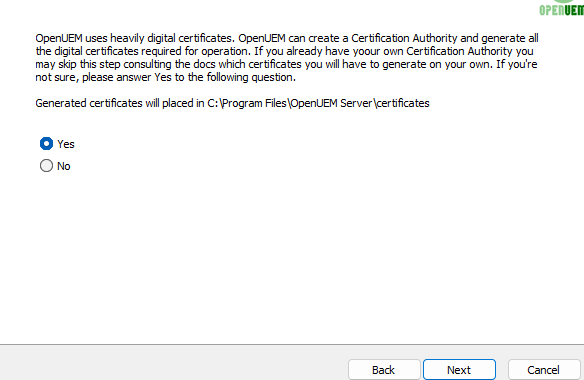 OPENUEM
OpenUEM uses heavily digital certificates. OpenUEM can create a Certification Authority and generate all
the digital certificates required for operation. If you already have yoour own Certification Authority you
may skip this step consulting the docs which certificates you will have to generate on your own. If you're
not sure, please answer Yes to the following question.
Generated certificates will placed in C:\Program Files\OpenUEM Server\certificates
Yes
No
Back
Next
Cancel